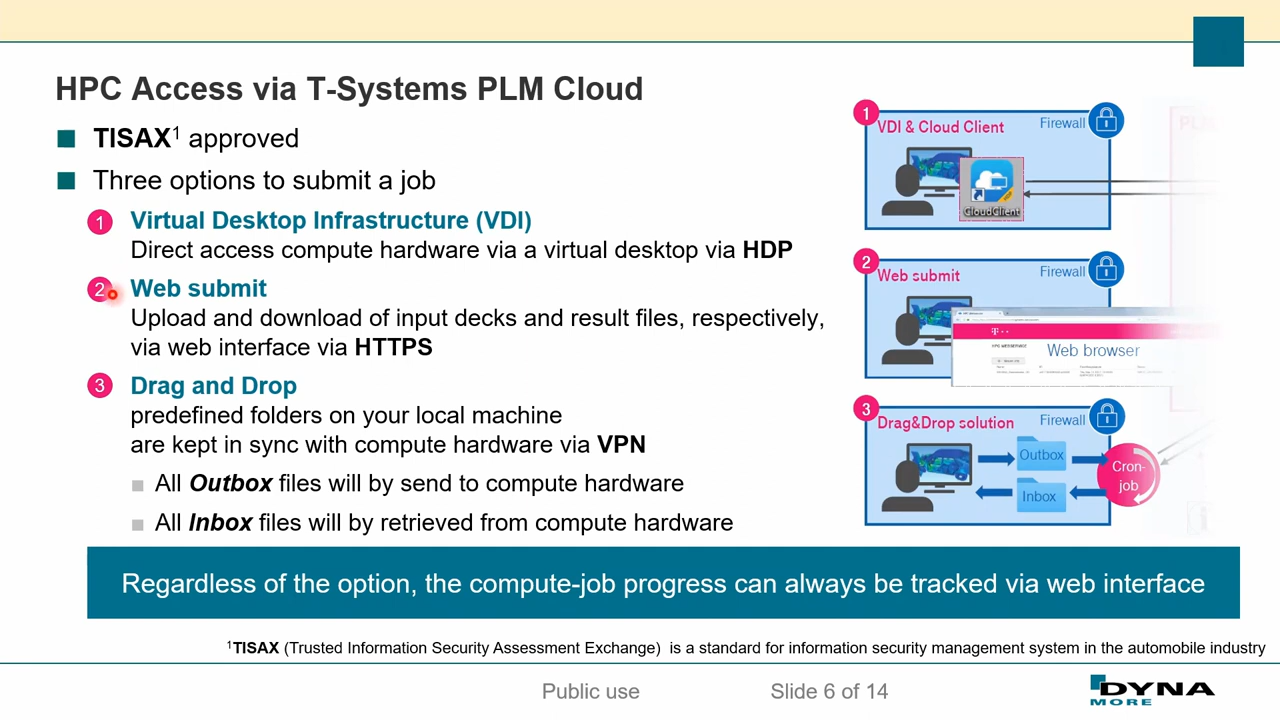 HPC Access via T-Systems PLM Cloud
TISAX¹ approved
Three options to submit a job
1 Virtual Desktop Infrastructure (VDI)
Direct access compute hardware via a virtual desktop via HDP
2 Web submit
Upload and download of input decks and result files, respectively,
via web interface via HTTPS
3 Drag and Drop
predefined folders on your local machine
are kept in sync with compute hardware via VPN
All Outbox files will by send to compute hardware
All Inbox files will by retrieved from compute hardware
1
VDI & Cloud Client
Firewall
CloudClient
2
Web submit
Firewall
HPC WEBSERVICE
Web browser
3
Drag&Drop solution
Firewall
Outbox
Inbox
Cron-
job
Regardless of the option, the compute-job progress can always be tracked via web interface
¹TISAX (Trusted Information Security Assessment Exchange) is a standard for information security management system in the automobile industry
Public use
Slide 6 of 14
DYNA
MORE